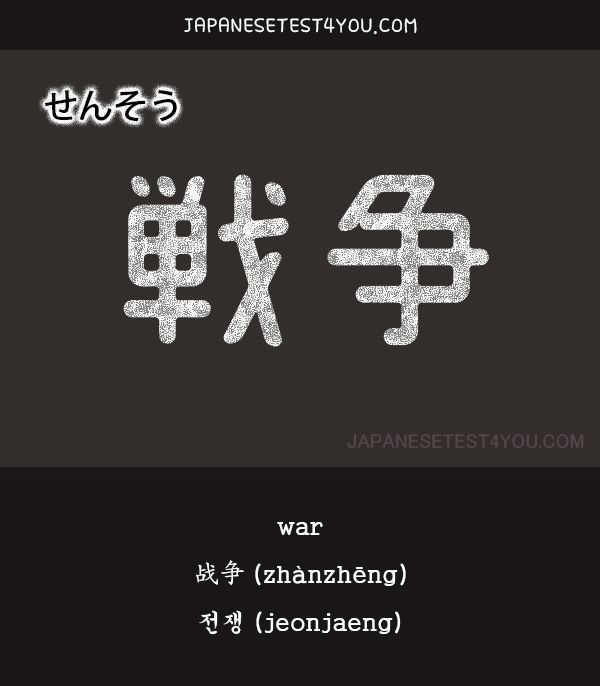 JAPANESETEST4YOU.COM
せんそう
戦争
JAPANESETEST4YOU.COM
war
战争 (zhànzhēng)
전쟁 (jeonjaeng)